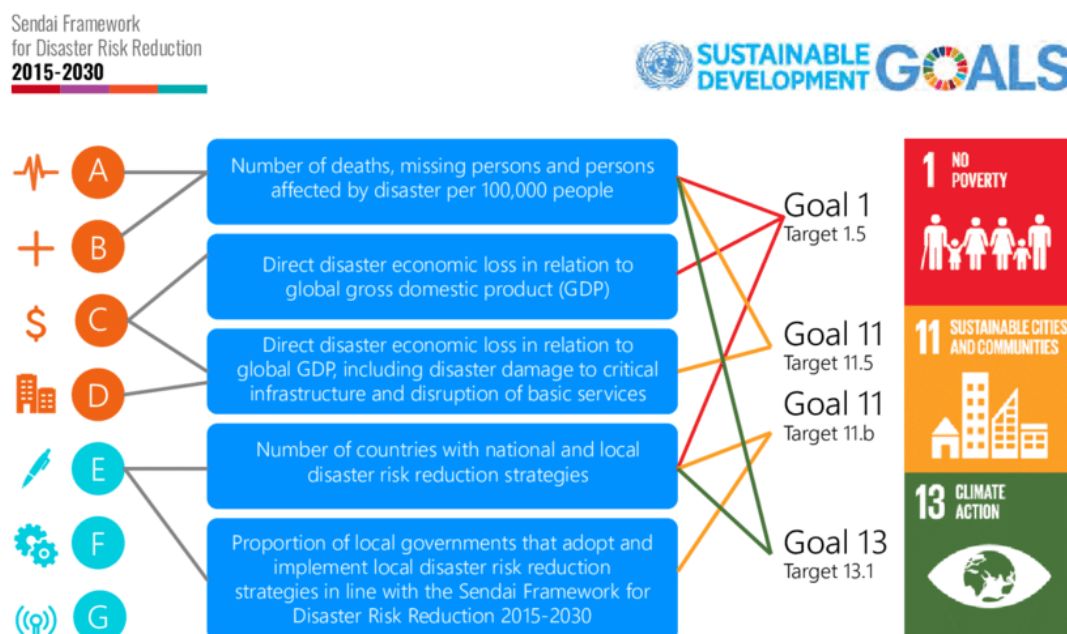 Sendai Framework
for Disaster Risk Reduction
2015-2030
SUSTAINABLE
DEVELOPMENT
GOALS
A
B
C
$
D
E
F
G
Number of deaths, missing persons and persons
affected by disaster per 100,000 people
Direct disaster economic loss in relation to
global gross domestic product (GDP)
Direct disaster economic loss in relation to
global GDP, including disaster damage to critical
infrastructure and disruption of basic services
Number of countries with national and local
disaster risk reduction strategies
Proportion of local governments that adopt and
implement local disaster risk reduction
strategies in line with the Sendai Framework for
Disaster Risk Reduction 2015-2030
Goal 1
Target 1.5
Goal 11
Target 11.5
Goal 11
Target 11.b
Goal 13
Target 13.1
1 NO
POVERTY
11 SUSTAINABLE CITIES
AND COMMUNITIES
13 CLIMATE
ACTION